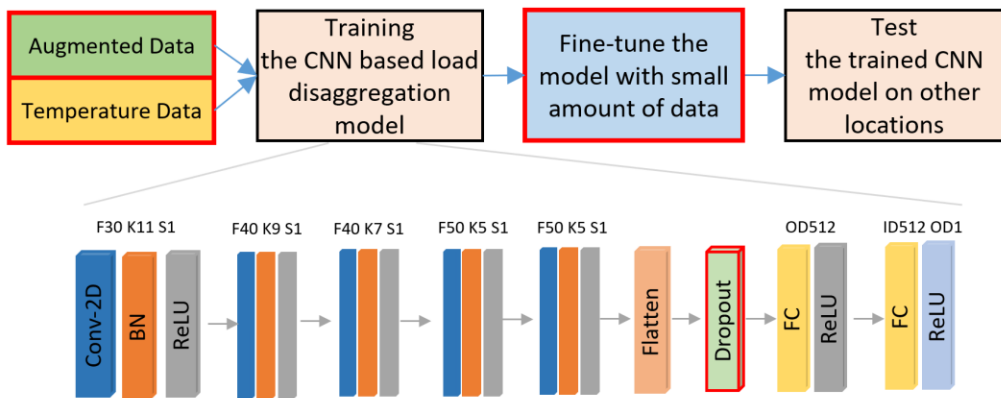 Augmented Data
Temperature Data
Training
the CNN based load
disaggregation
model
Fine-tune the
model with small
amount of data
Test
the trained CNN
model on other
locations
F30 K11 S1
F40 K9 S1
F40 K7 S1
F50 K5 S1
F50 K5 S1
OD512
ID512 OD1
Conv-2D
BN
ReLU
Flatten
Dropout
FC
ReLU
FC
ReLU